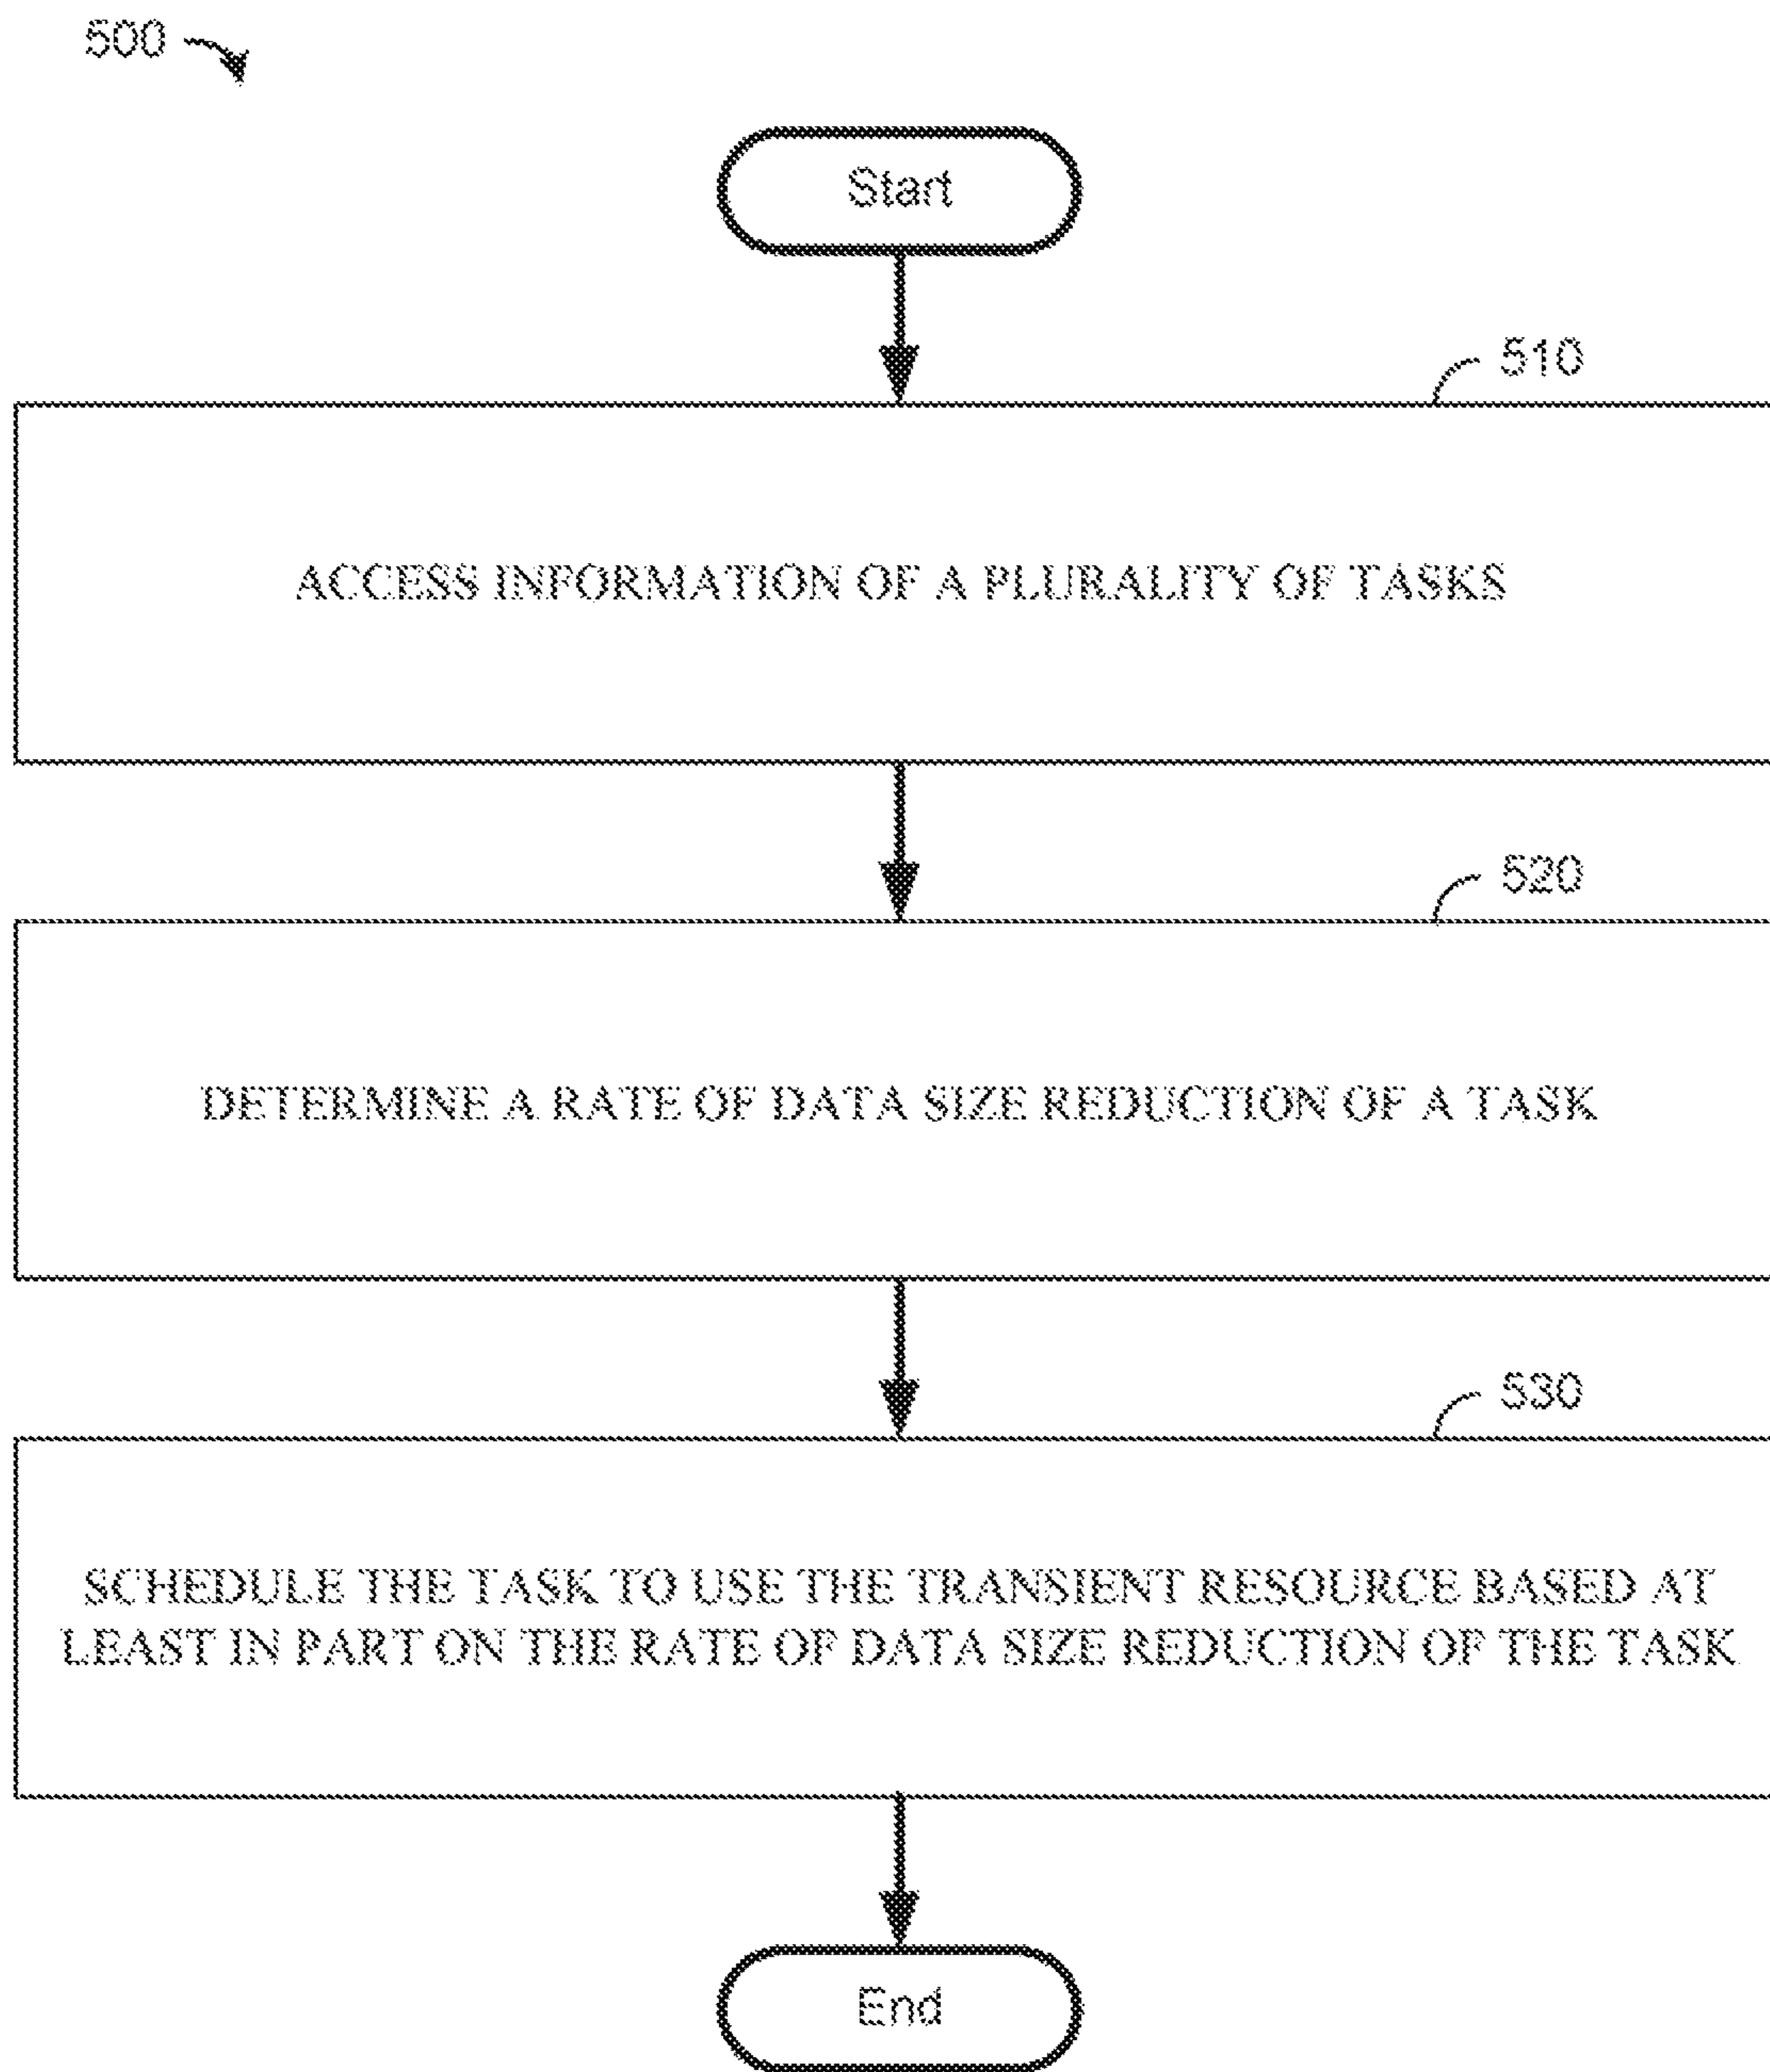 500
Start
510
ACCESS INFORMATION OF A PLURALITY OF TASKS
520
DETERMINE A RATE OF DATA SIZE REDUCTION OF A TASK
530
SCHEDULE THE TASK TO USE THE TRANSIENT RESOURCE BASED AT
LEAST IN PART ON THE RATE OF DATA SIZE REDUCTION OF THE TASK
End